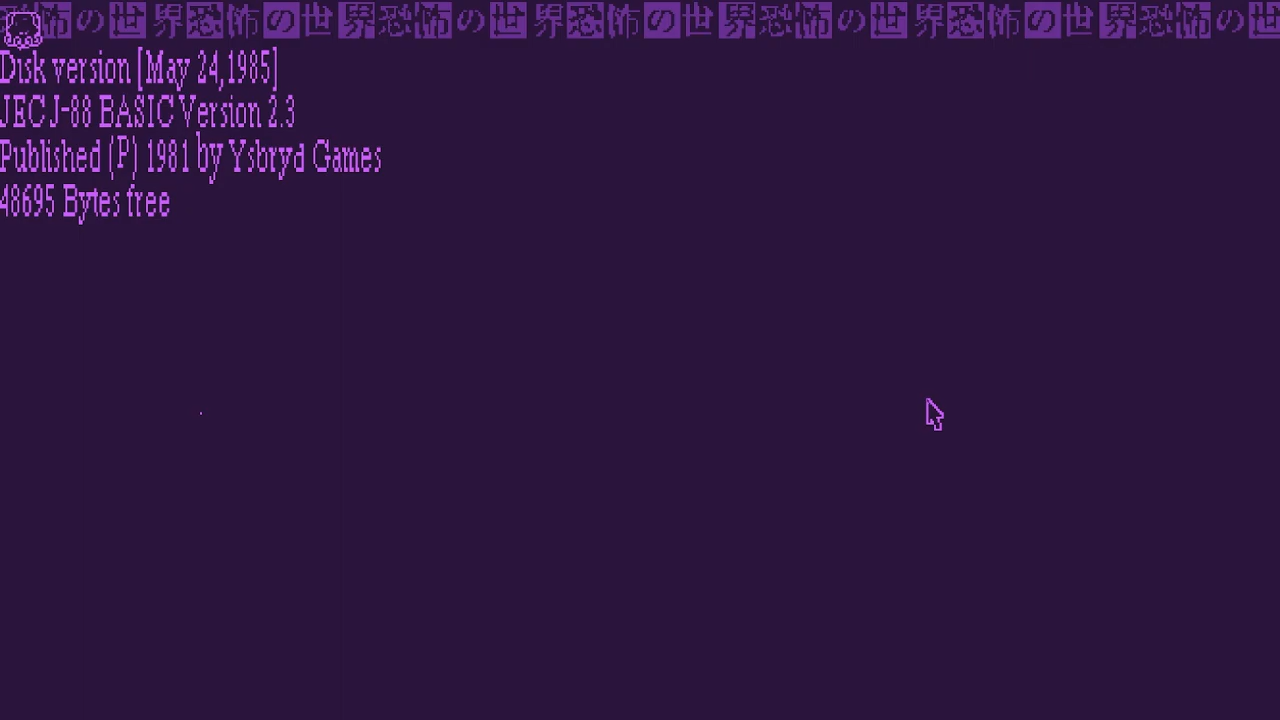 恐怖の世界恐怖の世界恐怖の世界恐怖の世界恐怖の世界恐怖の世界恐怖の世
Disk version [May 24,1985]
JEC J-88 BASIC Version 2.3
Published (P) 1981 by Ysbryd Games
48695 Bytes free